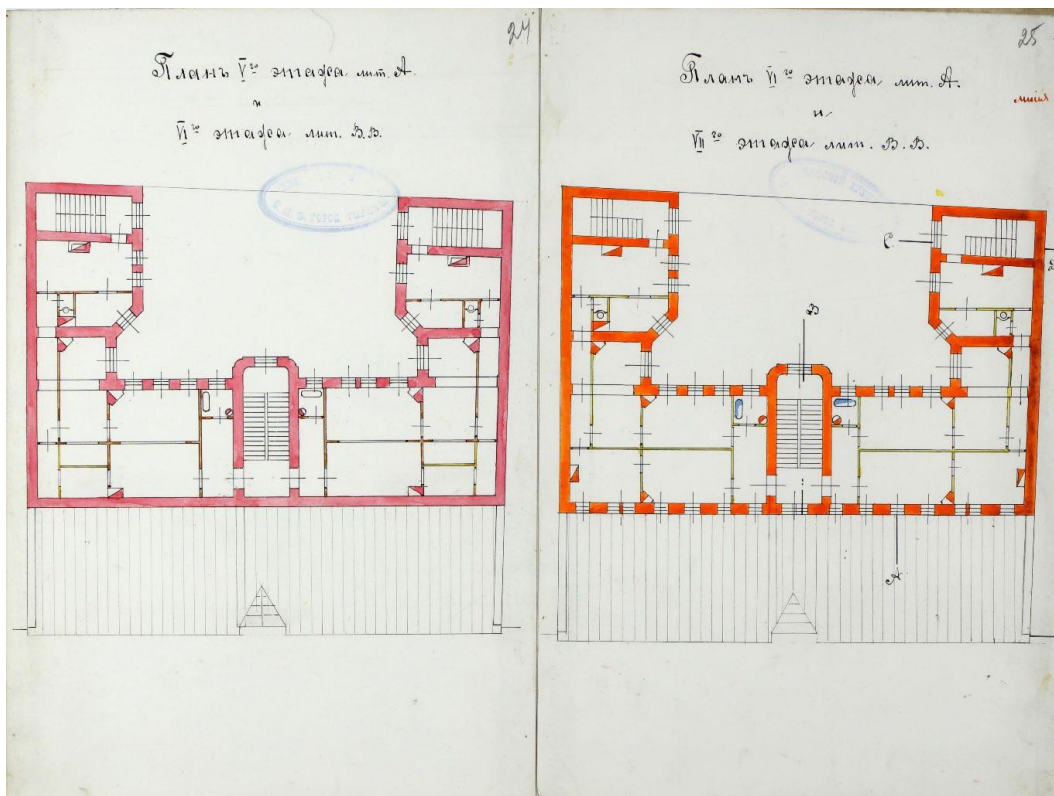 24
Планъ V го этажа лит. А.
и
VI го этажа лит. В.В.
25
Планъ VI го этажа лит. А.
и
VII го этажа лит. В. В.
линія
С
В
А